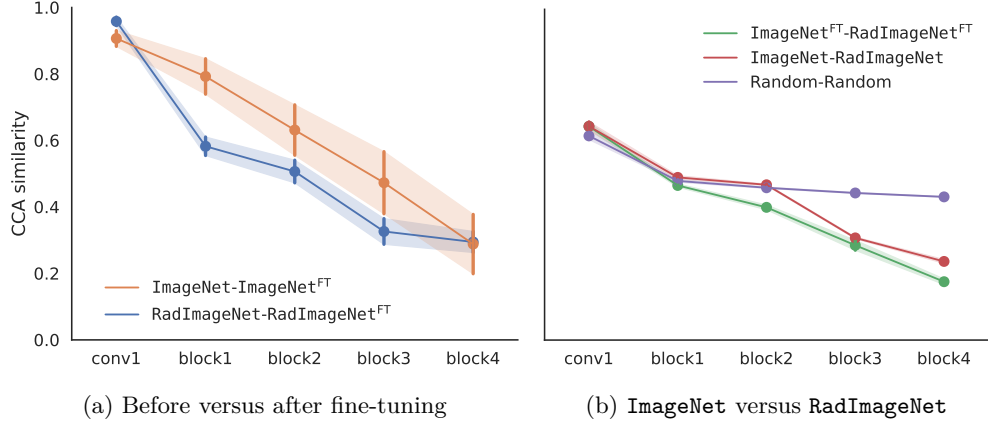 CCA similarity
1.0
0.8
0.6
0.4
0.2
0.0
ImageNet-ImageNetFT
RadImageNet-RadImageNetFT
conv1 block1 block2 block3 block4
(a) Before versus after fine-tuning
ImageNetFT-RadImageNetFT
ImageNet-RadImageNet
Random-Random
conv1 block1 block2 block3 block4
(b) ImageNet versus RadImageNet